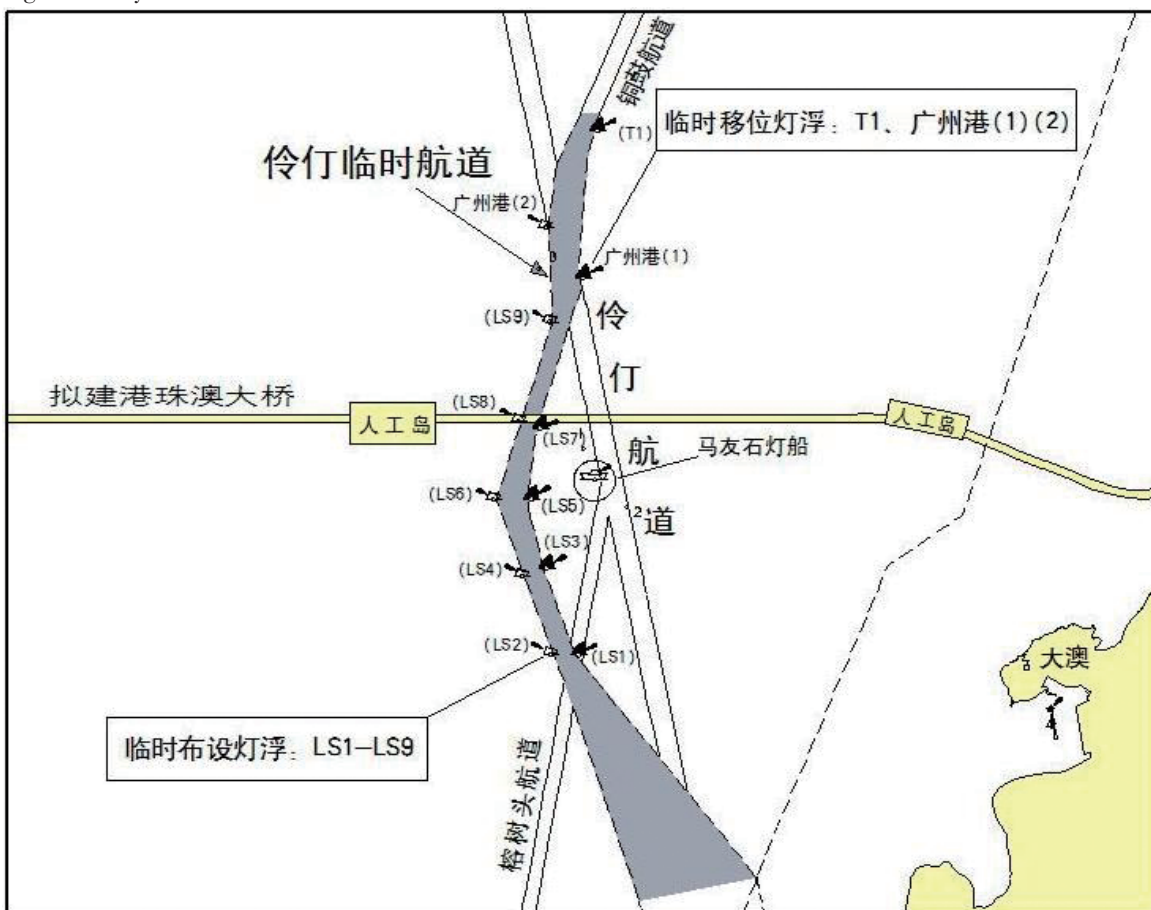 铜鼓航道
临时移位灯浮：T1、广州港(1)(2)
(T1)
伶仃临时航道
广州港(2)
广州港(1)
(LS9)
伶仃航道
拟建港珠澳大桥
(LS8)
人工岛
人工岛
(LS7)
马友石灯船
(LS6)
(LS5)
(LS3)
(LS4)
(LS2)
(LS1)
大澳
临时布设灯浮：LS1-LS9
榕树头航道